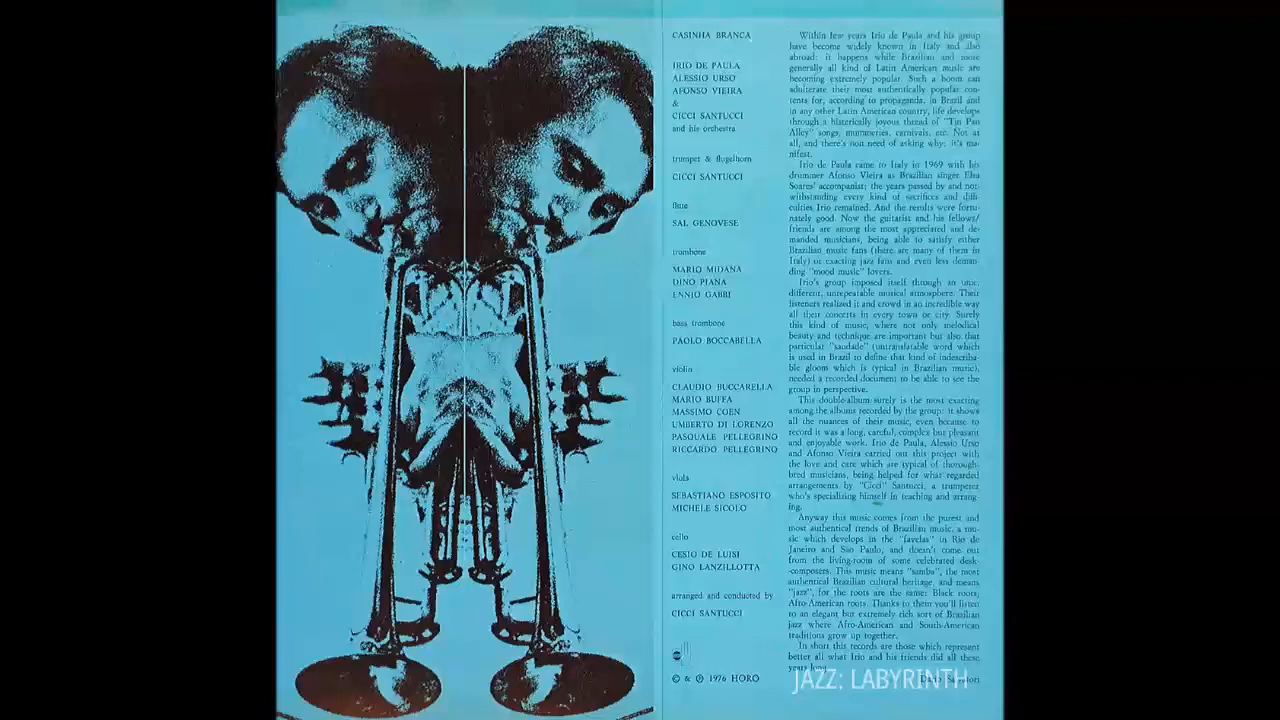 CASINHA BRANCA
IRIO DE PAULA
ALESSIO URSO
AFONSO VIEIRA
&
CICCI SANTUCCI
and his orchestra
trumpet & flugelhorn
CICCI SANTUCCI
flute
SAL GENOVESE
trombone
MARIO MIDANA
DINO PIANA
ENNIO GABBI
bass trombone
PAOLO BOCCABELLA
violin
CLAUDIO BUCCARELLA
MARIO BUFFA
MASSIMO COEN
UMBERTO DI LORENZO
PASQUALE PELLEGRINO
RICCARDO PELLEGRINO
viola
SEBASTIANO ESPOSITO
MICHELE SICOLO
cello
CESIO DE LUISI
GINO LANZILLOTTA
arranged and conducted by
CICCI SANTUCCI
© & ℗ 1976 HORO
Within few years Irio de Paula and his group
have become widely known in Italy and also
abroad: it happens while Brazilian and more
generally all kind of Latin American music are
becoming extremely popular. Such a boom can
adulterate their most authentically popular con-
tents for, according to propaganda, in Brazil and
in any other Latin American country, life develops
through a historically joyous thread of "Tin Pan
Alley" songs, mummeries, carnivals, etc. Not at
all, and there's non need of asking why: it's ma-
nifest.
Irio de Paula came to Italy in 1969 with his
drummer Afonso Vieira as Brazilian singer Elsa
Soares' accompanist; the years passed by and not-
withstanding every kind of sacrifices and diffi-
culties Irio remained. And the results were fortu-
nately good. Now the guitarist and his fellows/
friends are among the most appreciated and de-
manded musicians, being able to satisfy either
Brazilian music fans (there are many of them in
Italy) or exacting jazz fans and even less deman-
ding "mood music" lovers.
Irio's group imposed itself through an
different, unrepeatable musical atmosphere. Their
listeners realized it and crowd in an incredible way
all their concerts in every town or city. Surely
this kind of music, where not only melodical
beauty and technique are important but also that
particular "saudade" (untranslatable word which
is used in Brazil to define that kind of indescriba-
ble gloom which is typical in Brazilian music),
needed a recorded document to be able to see the
group in perspective.
This double-album surely is the most exacting
among the albums recorded by the group: it shows
all the nuances of their music, even because to
record it was a long, careful, complex but pleasant
and enjoyable work. Irio de Paula, Alessio Urso
and Afonso Vieira carried out this project with
the love and care which are typical of thorough-
bred musicians, being helped for what regarded
arrangements by "Cicci" Santucci, a trumpeter
who's specialising himself in teaching and arrang-
ing.
Anyway this music comes from the purest and
most authentical trends of Brazilian music, a mu-
sic which develops in the "favelas" in Rio de
Janeiro and São Paulo, and doesn't come out
from the living-room of some celebrated desk-
-composers. This music means "samba", the most
authentical Brazilian cultural heritage, and means
"jazz", for the roots are the same: Black roots,
Afro-American roots. Thanks to them you'll listen
to an elegant but extremely rich sort of Brazilian
jazz where Afro-American and South-American
traditions grow up together.
In short this records are those which represent
better all what Irio and his friends did all these
years long.
JAZZ: LABYRINTH